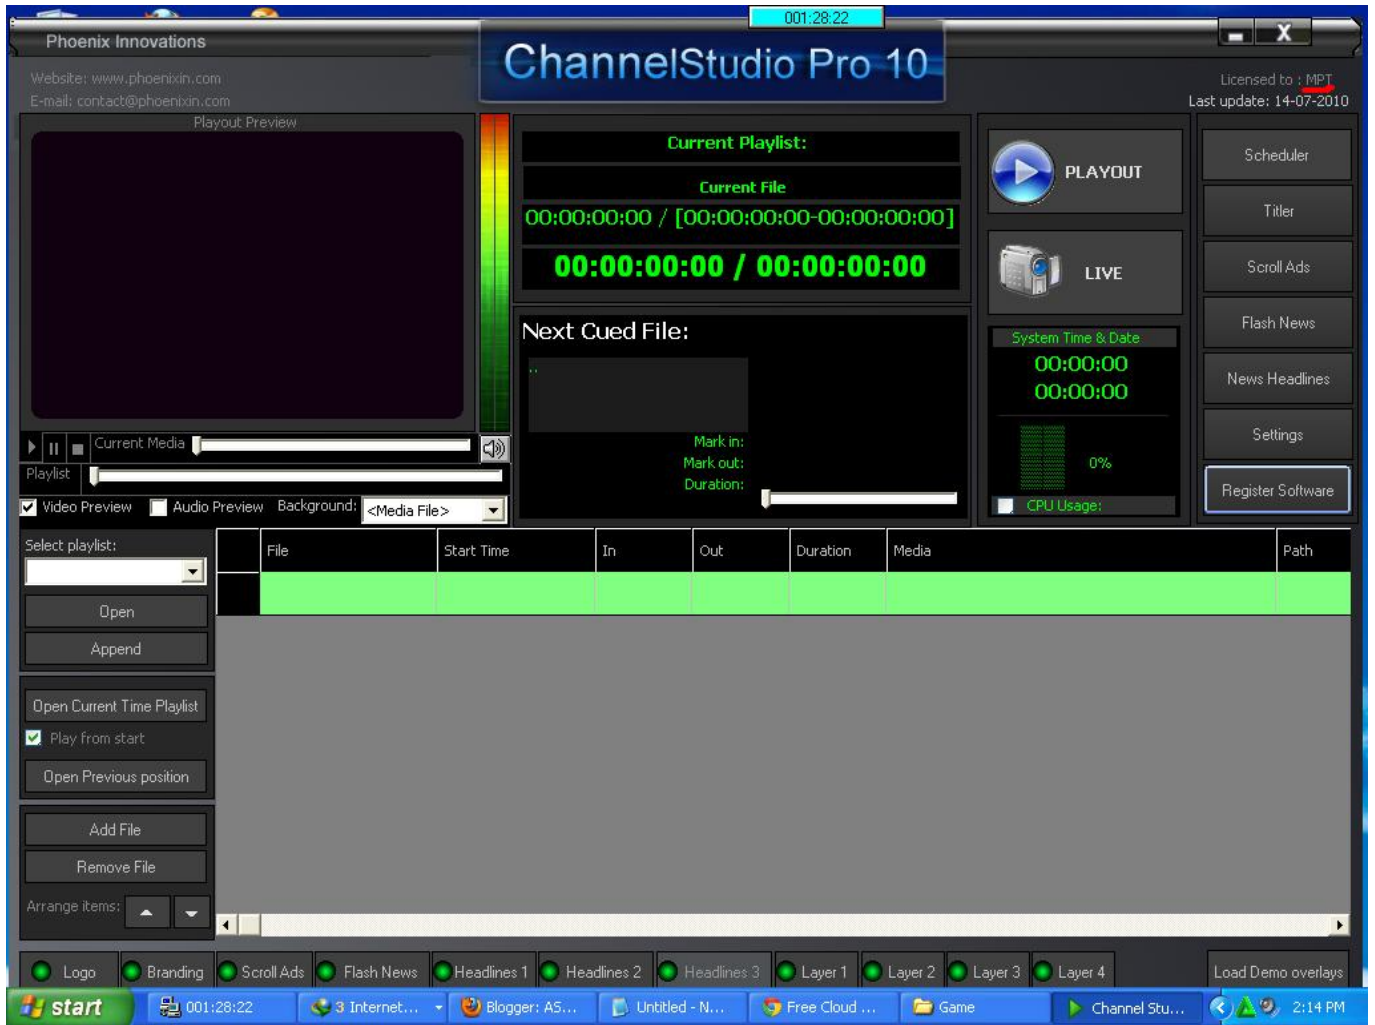 001:28:22
Phoenix Innovations
ChannelStudio Pro 10
X
Website: www.phoenixin.com
E-mail: contact@phoenixin.com
Licensed to : MPT
Last update: 14-07-2010
Playout Preview
Current Playlist:
Current File
00:00:00:00 / [00:00:00:00-00:00:00:00]
00:00:00:00 / 00:00:00:00
PLAYOUT
LIVE
Scheduler
Titler
Scroll Ads
Flash News
News Headlines
Settings
Register Software
Next Cued File:
..
Mark in:
Mark out:
Duration:
System Time & Date
00:00:00
00:00:00
0%
CPU Usage:
Current Media
Playlist
Video Preview
Audio Preview
Background:
<Media File>
Select playlist:
Open
Append
Open Current Time Playlist
Play from start
Open Previous position
Add File
Remove File
Arrange items:
File Start Time In Out Duration Media Path
Logo Branding Scroll Ads Flash News Headlines 1 Headlines 2 Headlines 3 Layer 1 Layer 2 Layer 3 Layer 4 Load Demo overlays
start 001:28:22 3 Internet... Blogger: AS... Untitled - N... Free Cloud ... Game Channel Stu... 2:14 PM